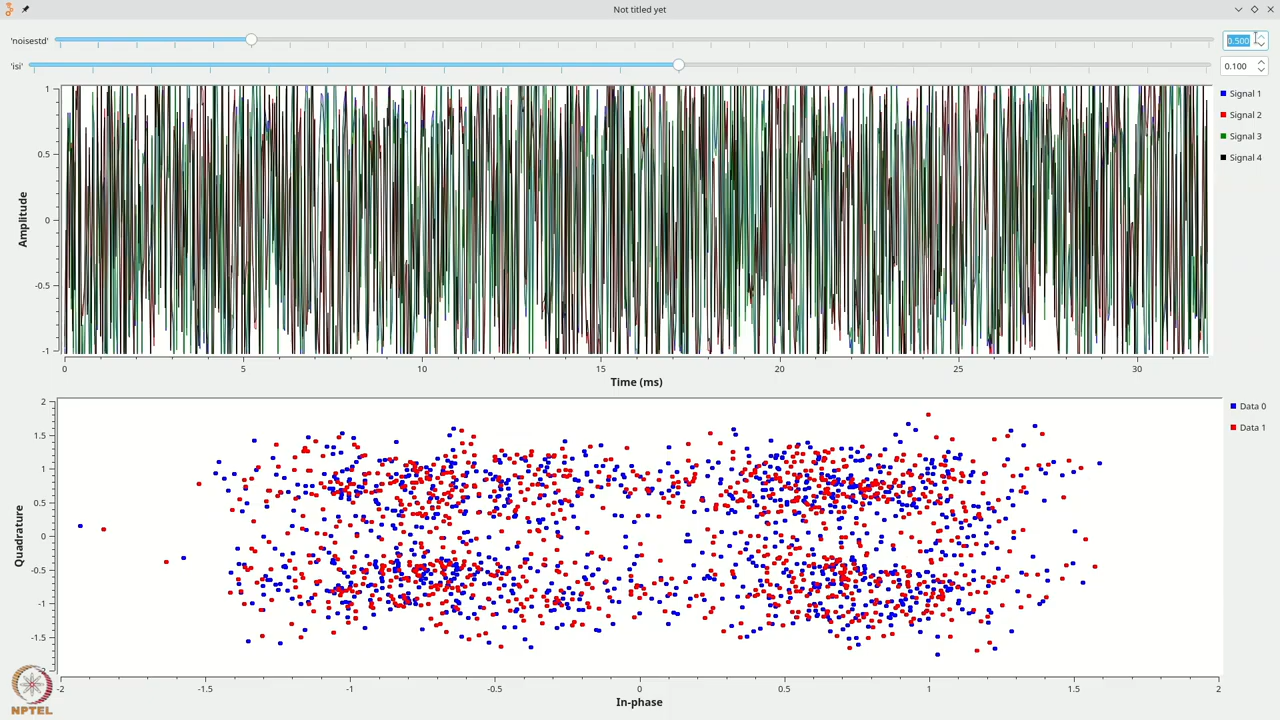 Not titled yet
'noisestd'
0.500
'isi'
0.100
1
0.5
0
-0.5
-1
Amplitude
0
5
10
15
20
25
30
Time (ms)
Signal 1
Signal 2
Signal 3
Signal 4
2
1.5
1
0.5
0
-0.5
-1
-1.5
Quadrature
-2
-1.5
-1
-0.5
0
0.5
1
1.5
2
In-phase
Data 0
Data 1
NPTEL